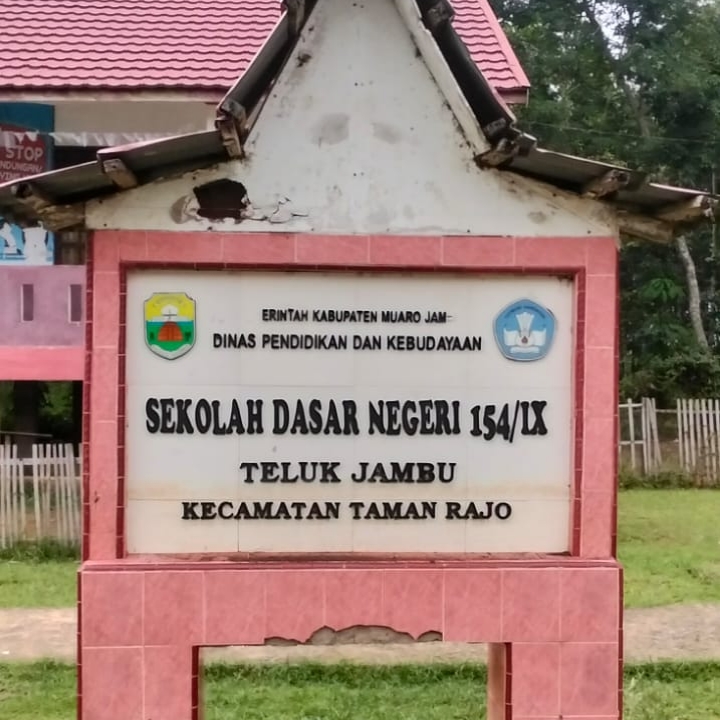 STOP
ERINTAH KABUPATEN MUARO JAM
DINAS PENDIDIKAN DAN KEBUDAYAAN
SEKOLAH DASAR NEGERI 154/IX
TELUK JAMBU
KECAMATAN TAMAN RAJO